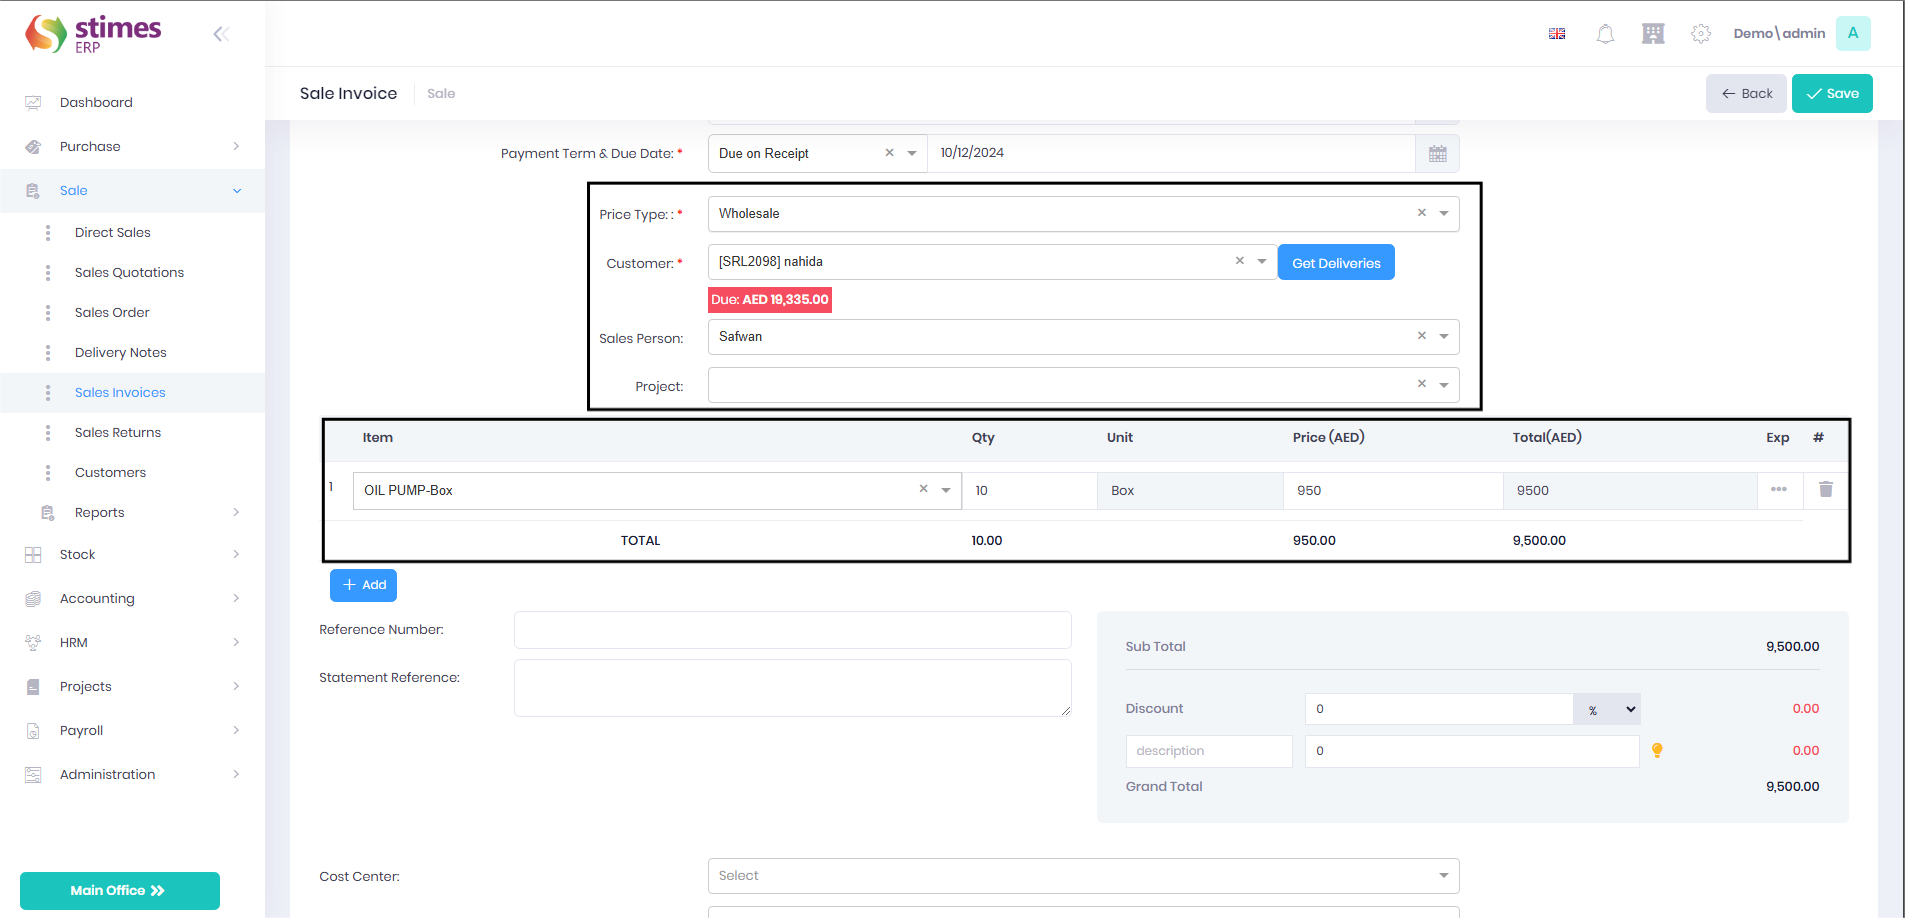 stimes
ERP
Demo\admin
A
Sale Invoice
Sale
Back
Save
Dashboard
Purchase
Sale
Direct Sales
Sales Quotations
Sales Order
Delivery Notes
Sales Invoices
Sales Returns
Customers
Reports
Stock
Accounting
HRM
Projects
Payroll
Administration
Main Office
Payment Term & Due Date: *
Due on Receipt
10/12/2024
Price Type: : *
Wholesale
Customer: *
[SRL2098] nahida
Get Deliveries
Due: AED 19,335.00
Sales Person:
Safwan
Project:
Item Qty Unit Price (AED) Total(AED) Exp #
1 OIL PUMP-Box 10 Box 950 9500
TOTAL 10.00 950.00 9,500.00
+ Add
Reference Number:
Statement Reference:
Sub Total 9,500.00
Discount 0 % 0.00
description 0 0.00
Grand Total 9,500.00
Cost Center:
Select